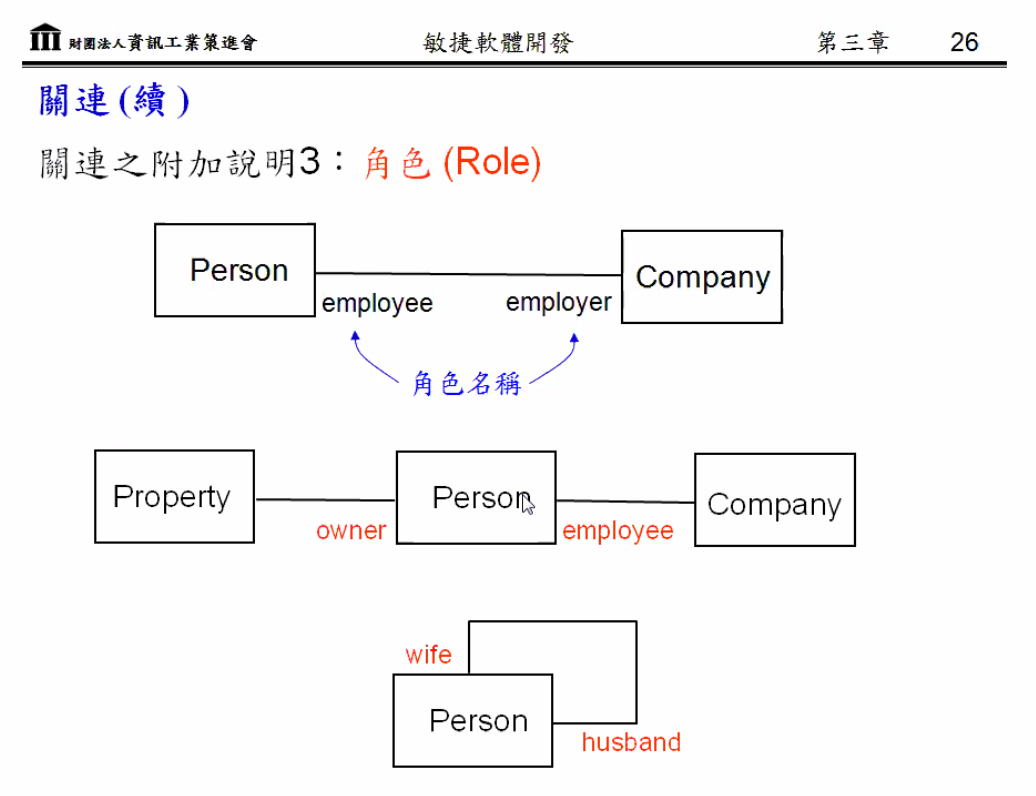 財團法人資訊工業策進會 敏捷軟體開發 第三章 26
關連 (續 )
關連之附加說明3：角色 (Role)
Person Company
employee employer
角色名稱
Property Person Company
owner employee
wife
Person
husband